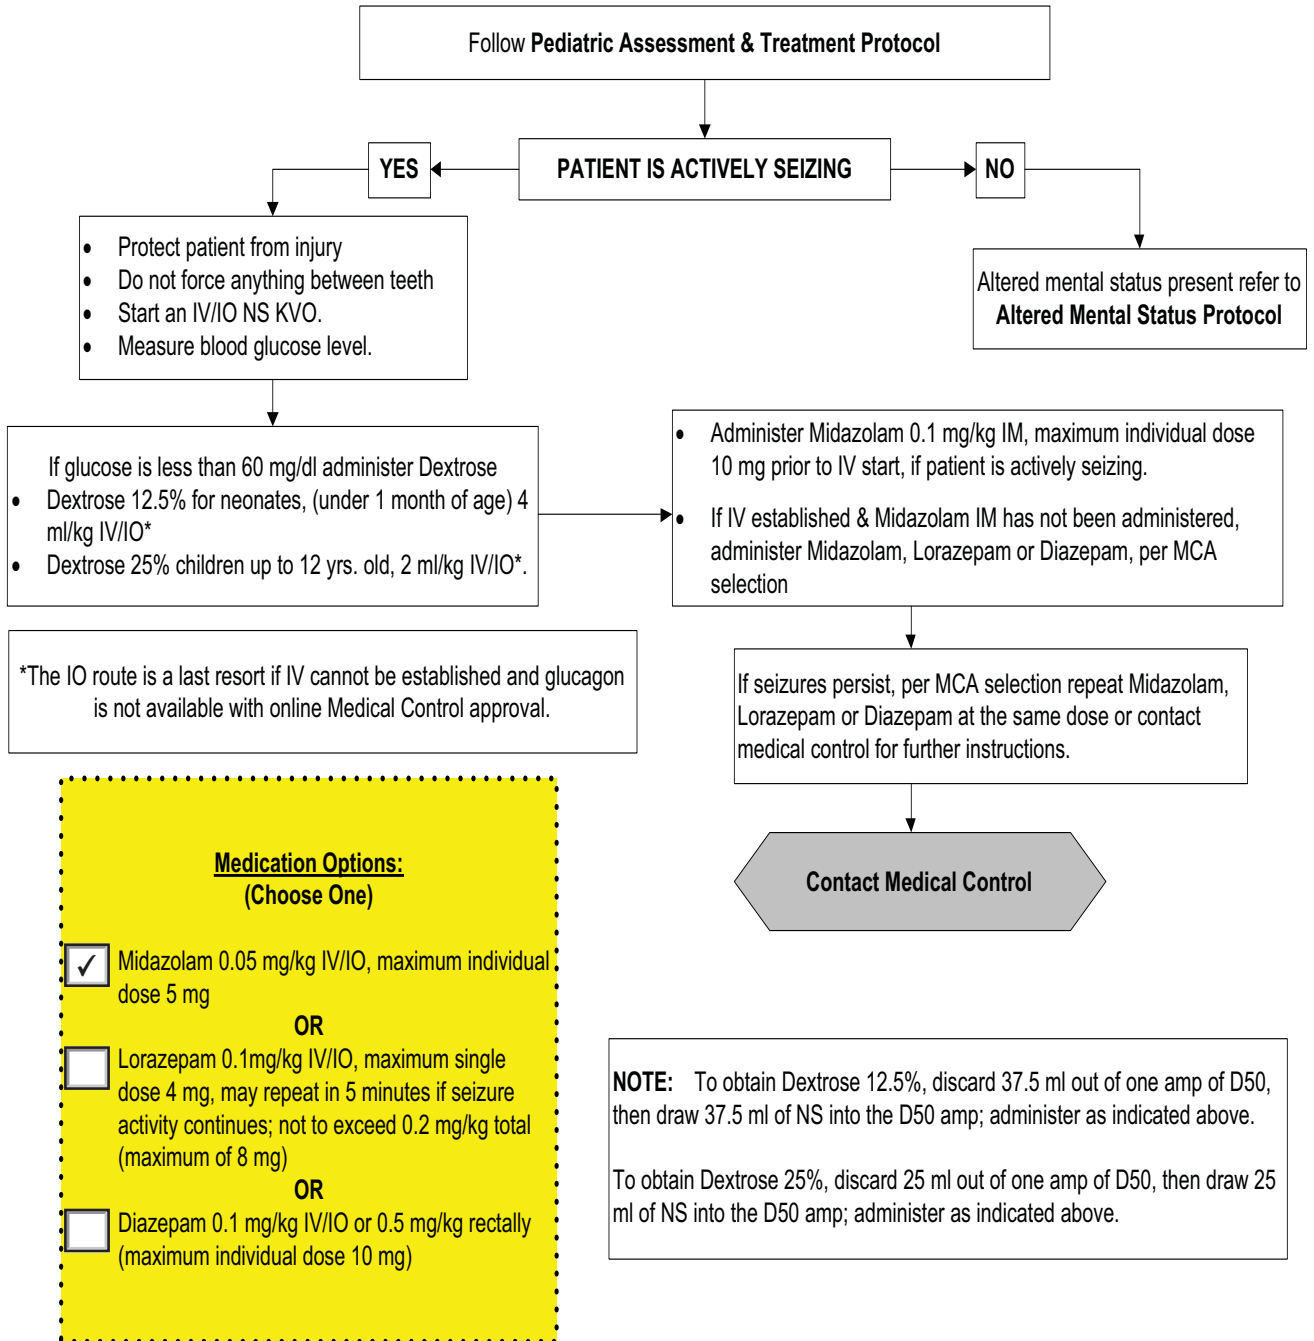 Follow Pediatric Assessment & Treatment Protocol
YES
PATIENT IS ACTIVELY SEIZING
NO
• Protect patient from injury
• Do not force anything between teeth
• Start an IV/IO NS KVO.
• Measure blood glucose level.
Altered mental status present refer to
Altered Mental Status Protocol
If glucose is less than 60 mg/dl administer Dextrose
• Dextrose 12.5% for neonates, (under 1 month of age) 4
ml/kg IV/IO*
• Dextrose 25% children up to 12 yrs. old, 2 ml/kg IV/IO*.
• Administer Midazolam 0.1 mg/kg IM, maximum individual dose
10 mg prior to IV start, if patient is actively seizing.
• If IV established & Midazolam IM has not been administered,
administer Midazolam, Lorazepam or Diazepam, per MCA
selection
*The IO route is a last resort if IV cannot be established and glucagon
is not available with online Medical Control approval.
If seizures persist, per MCA selection repeat Midazolam,
Lorazepam or Diazepam at the same dose or contact
medical control for further instructions.
Contact Medical Control
Medication Options:
(Choose One)
✓ Midazolam 0.05 mg/kg IV/IO, maximum individual
dose 5 mg
OR
Lorazepam 0.1mg/kg IV/IO, maximum single
dose 4 mg, may repeat in 5 minutes if seizure
activity continues; not to exceed 0.2 mg/kg total
(maximum of 8 mg)
OR
Diazepam 0.1 mg/kg IV/IO or 0.5 mg/kg rectally
(maximum individual dose 10 mg)
NOTE: To obtain Dextrose 12.5%, discard 37.5 ml out of one amp of D50,
then draw 37.5 ml of NS into the D50 amp; administer as indicated above.
To obtain Dextrose 25%, discard 25 ml out of one amp of D50, then draw 25
ml of NS into the D50 amp; administer as indicated above.